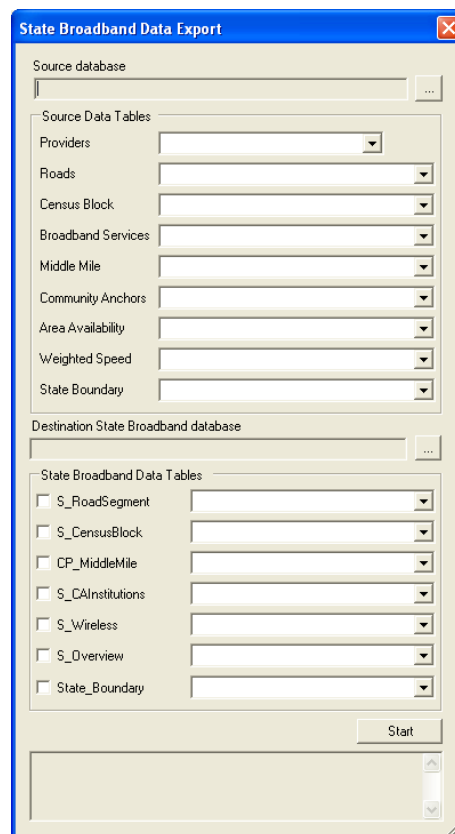 State Broadband Data Export
Source database
...
Source Data Tables
Providers
Roads
Census Block
Broadband Services
Middle Mile
Community Anchors
Area Availability
Weighted Speed
State Boundary
Destination State Broadband database
...
State Broadband Data Tables
S_RoadSegment
S_CensusBlock
CP_MiddleMile
S_CAInstitutions
S_Wireless
S_Overview
State_Boundary
Start